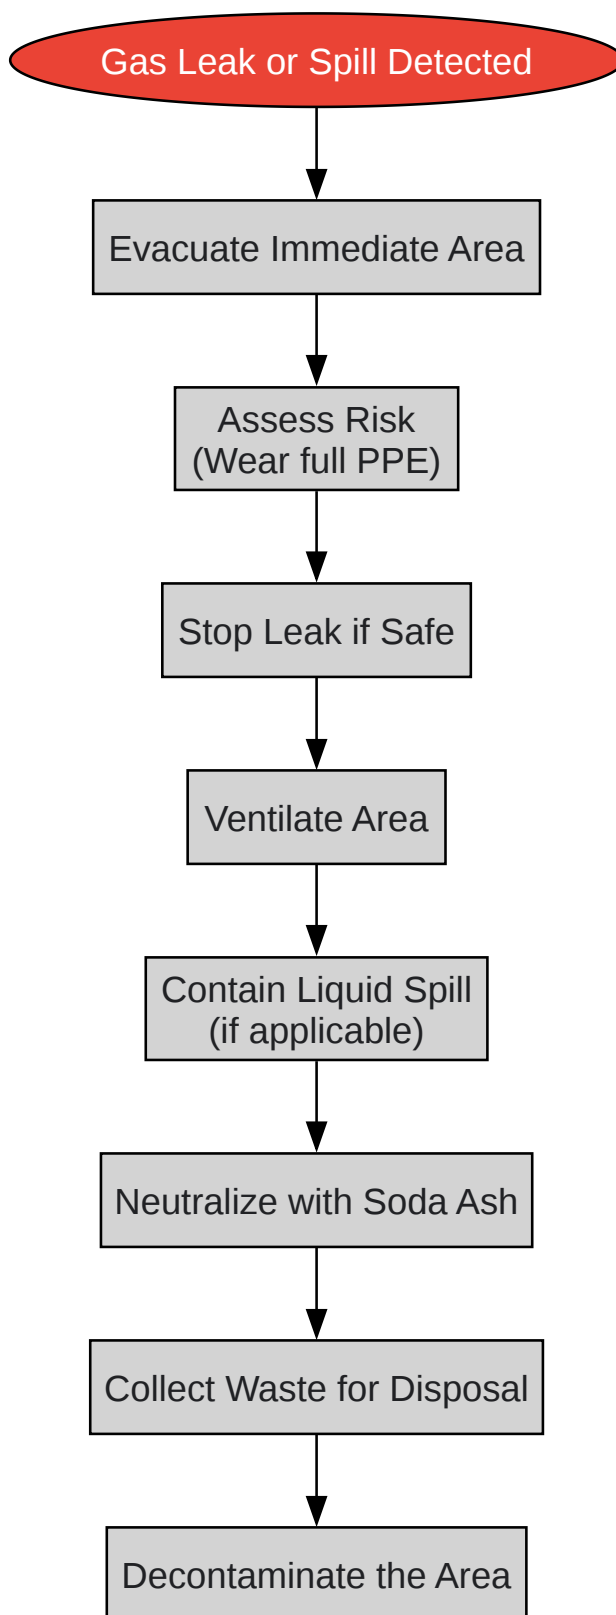 Gas Leak or Spill Detected
Evacuate Immediate Area
Assess Risk
(Wear full PPE)
Stop Leak if Safe
Ventilate Area
Contain Liquid Spill
(if applicable)
Neutralize with Soda Ash
Collect Waste for Disposal
Decontaminate the Area